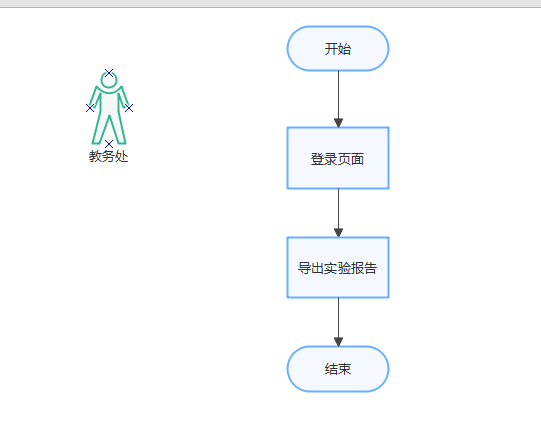 开始
登录页面
教务处
导出实验报告
结束